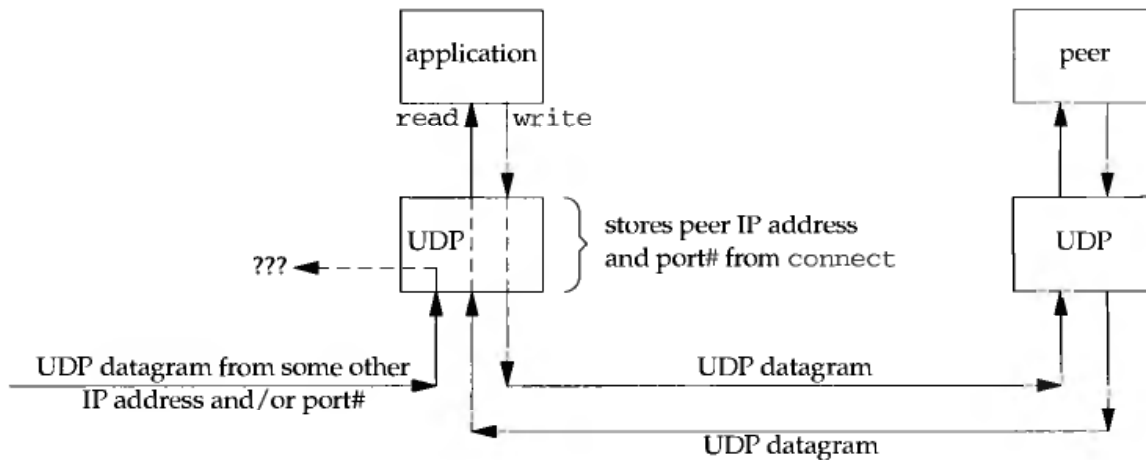 application
peer
read
write
UDP
stores peer IP address
and port# from connect
UDP
???
UDP datagram from some other
IP address and/or port#
UDP datagram
UDP datagram